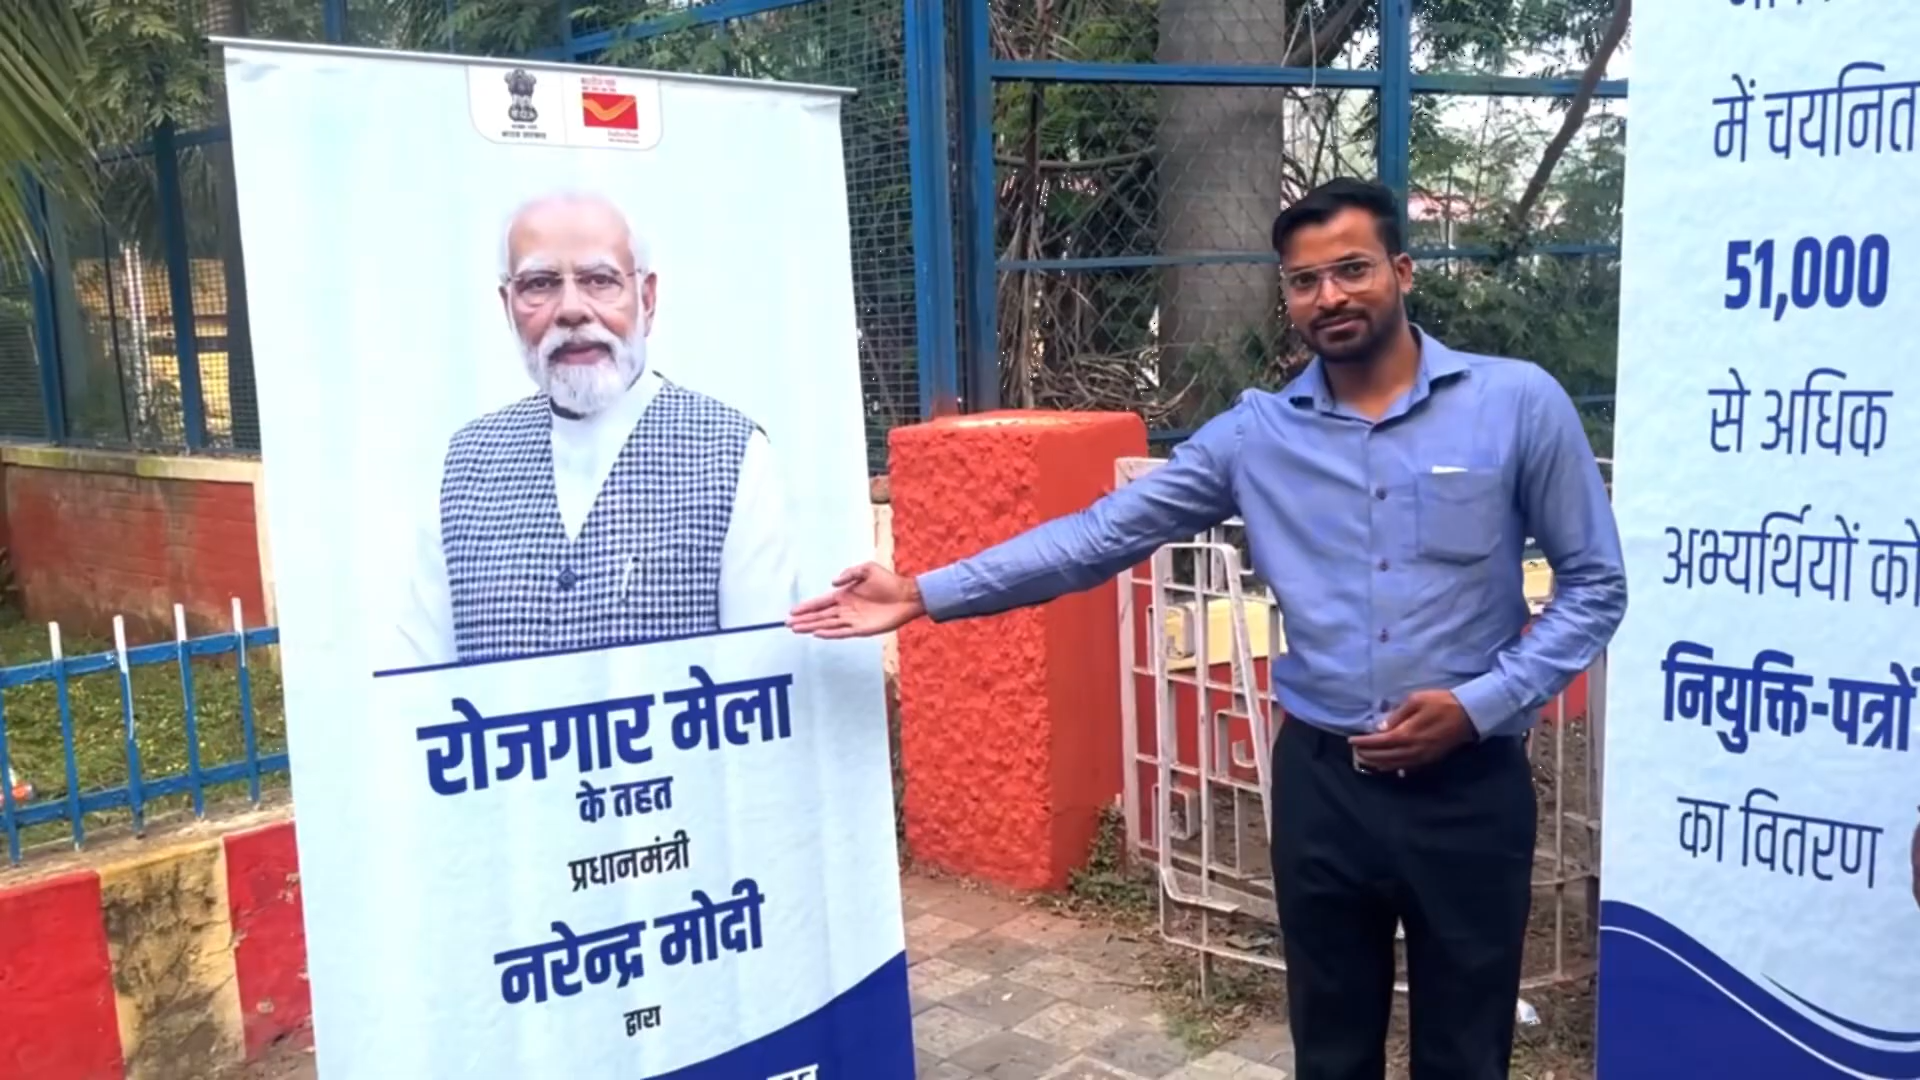 रोजगार मेला
के तहत
प्रधानमंत्री
नरेन्द्र मोदी
द्वारा
में चयनित
51,000
से अधिक
अभ्यर्थियों को
नियुक्ति-पत्रों
का वितरण